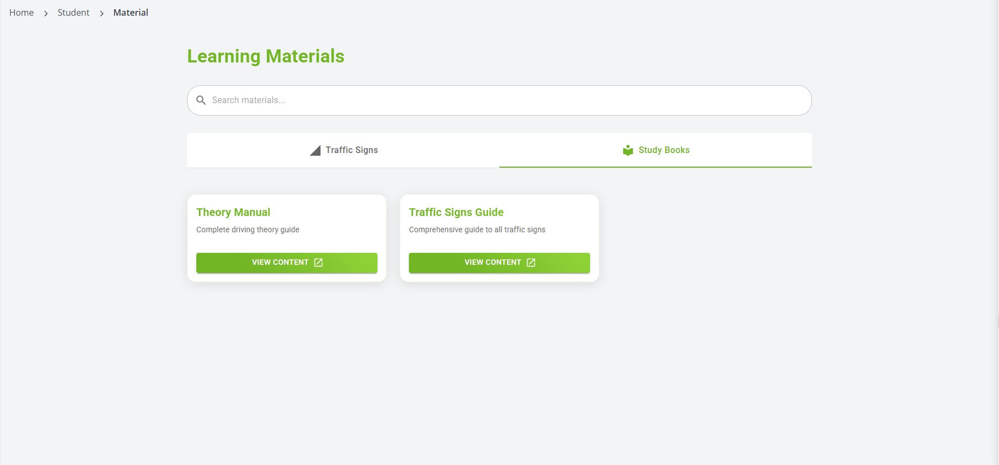 Home > Student > Material
Learning Materials
Search materials...
Traffic Signs
Study Books
Theory Manual
Complete driving theory guide
VIEW CONTENT
Traffic Signs Guide
Comprehensive guide to all traffic signs
VIEW CONTENT